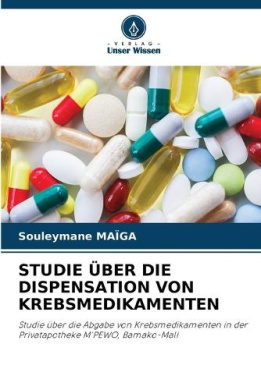 - VERLAG -
Unser Wissen
Souleymane MAÏGA
STUDIE ÜBER DIE
DISPENSATION VON
KREBSMEDIKAMENTEN
Studie über die Abgabe von Krebsmedikamenten in der
Privatapotheke M'PEWO, Bamako-Mali